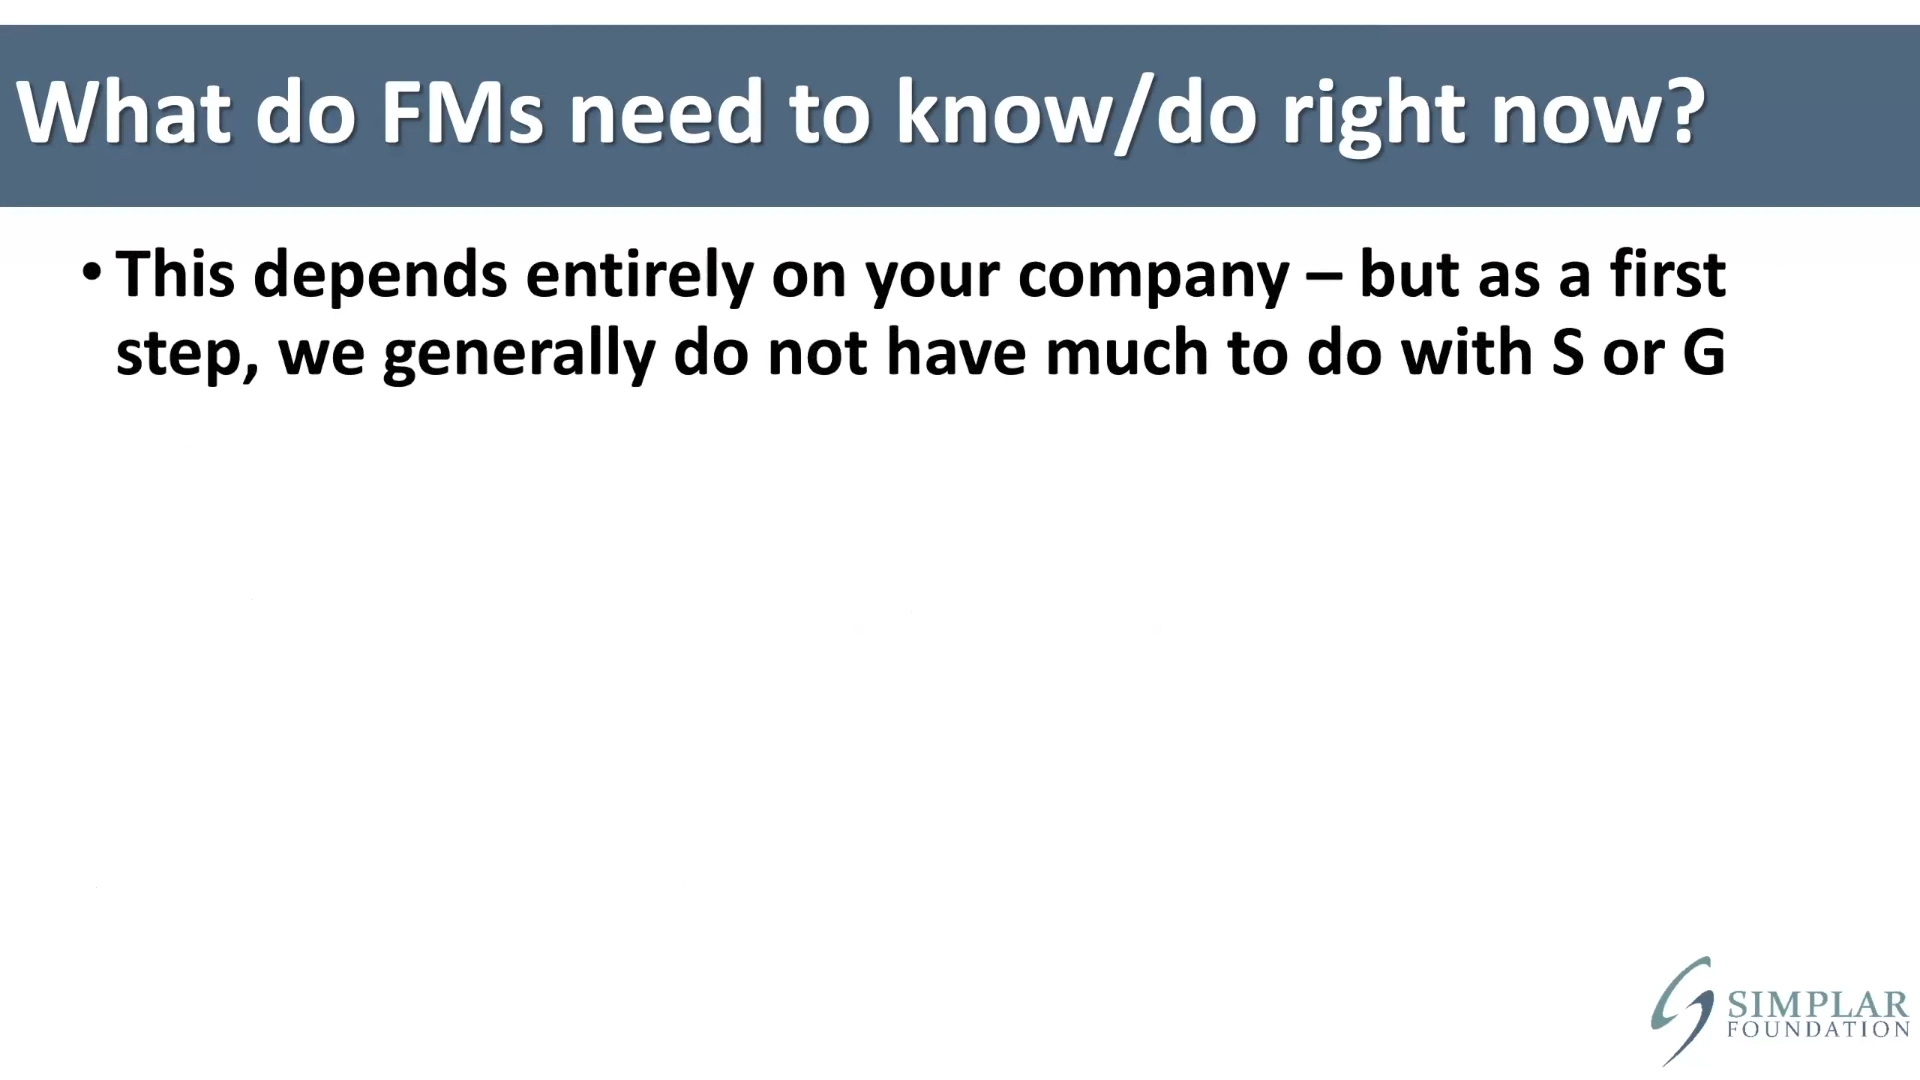 What do FMs need to know/do right now?
• This depends entirely on your company – but as a first
step, we generally do not have much to do with S or G
SIMPLAR
FOUNDATION